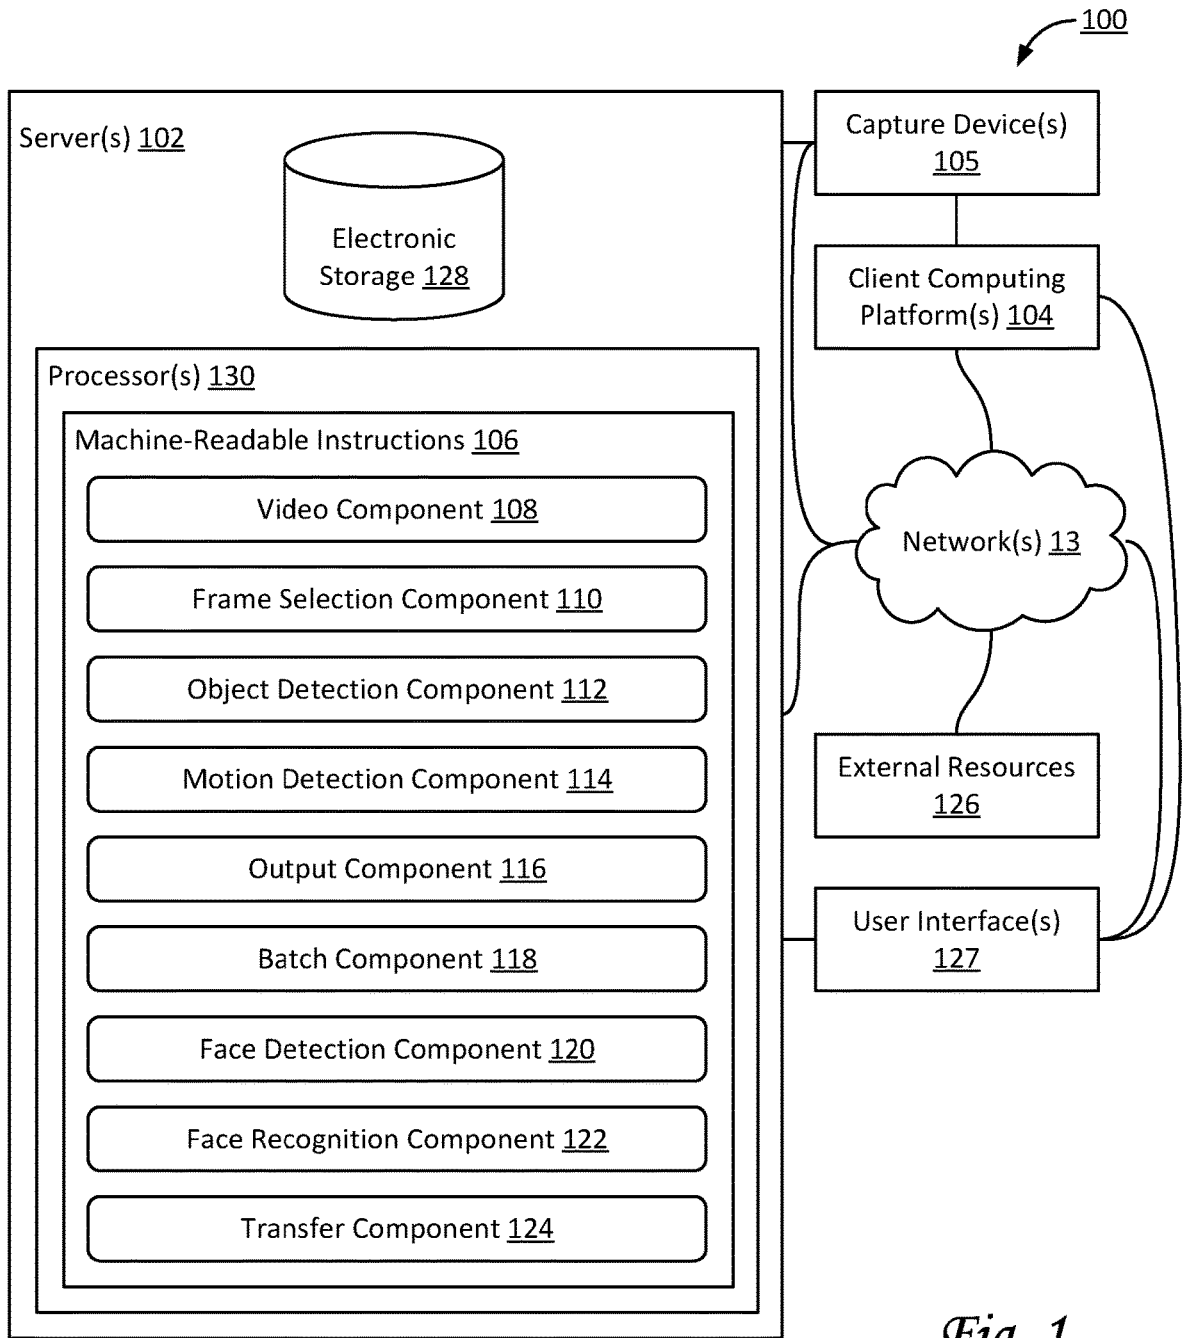 100
Server(s) 102
Electronic
Storage 128
Processor(s) 130
Machine-Readable Instructions 106
Video Component 108
Frame Selection Component 110
Object Detection Component 112
Motion Detection Component 114
Output Component 116
Batch Component 118
Face Detection Component 120
Face Recognition Component 122
Transfer Component 124
Capture Device(s)
105
Client Computing
Platform(s) 104
Network(s) 13
External Resources
126
User Interface(s)
127
Fig. 1